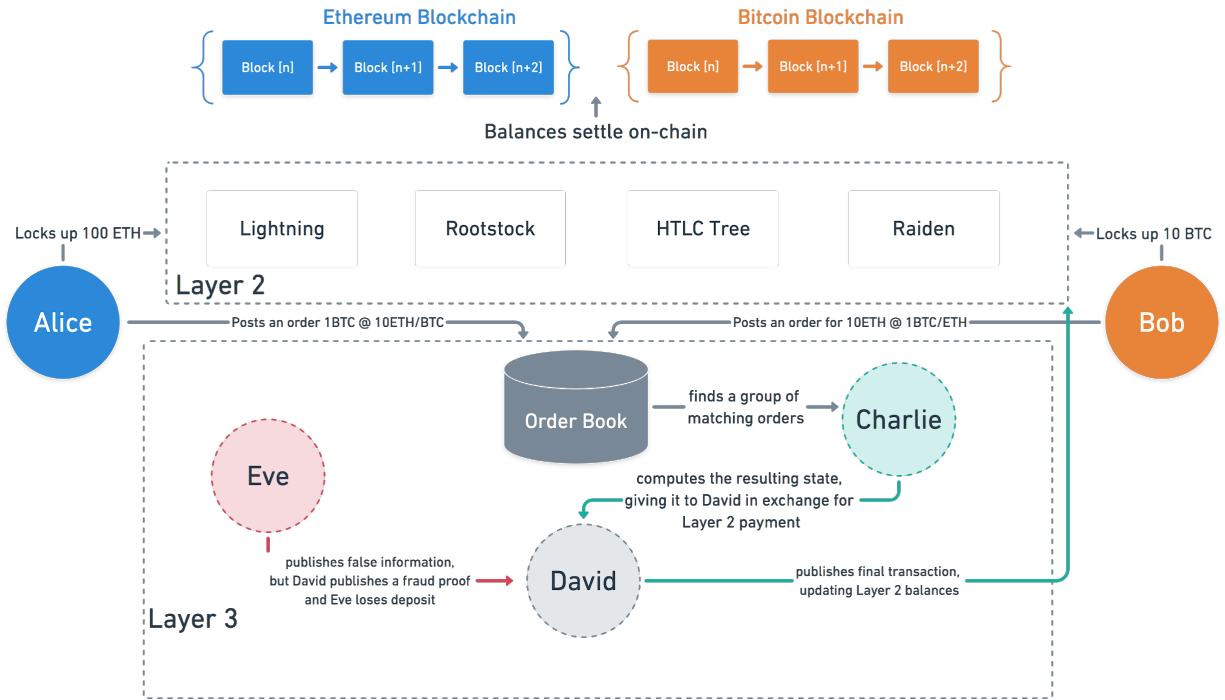 Ethereum Blockchain
Bitcoin Blockchain
Block [n]
Block [n+1]
Block [n+2]
Block [n]
Block [n+1]
Block [n+2]
Balances settle on-chain
Lightning
Rootstock
HTLC Tree
Raiden
Layer 2
Locks up 100 ETH
Locks up 10 BTC
Alice
Bob
Posts an order 1BTC @ 10ETH/BTC
Posts an order for 10ETH @ 1BTC/ETH
Order Book
finds a group of
matching orders
Charlie
Eve
computes the resulting state,
giving it to David in exchange for
Layer 2 payment
publishes false information,
but David publishes a fraud proof
and Eve loses deposit
David
publishes final transaction,
updating Layer 2 balances
Layer 3